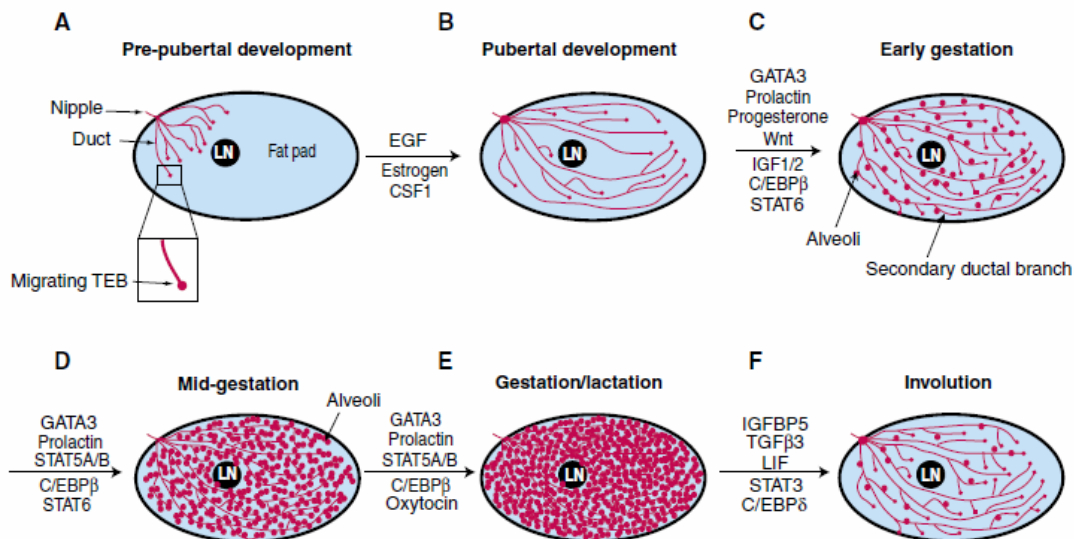 A
Pre-pubertal development
Nipple
Duct
LN
Fat pad
Migrating TEB
EGF
Estrogen
CSF1
B
Pubertal development
LN
GATA3
Prolactin
Progesterone
Wnt
IGF1/2
C/EBPβ
STAT6
C
Early gestation
LN
Alveoli
Secondary ductal branch
GATA3
Prolactin
STAT5A/B
C/EBPβ
STAT6
D
Mid-gestation
Alveoli
LN
GATA3
Prolactin
STAT5A/B
C/EBPβ
Oxytocin
E
Gestation/lactation
LN
IGFBP5
TGFβ3
LIF
STAT3
C/EBPδ
F
Involution
LN